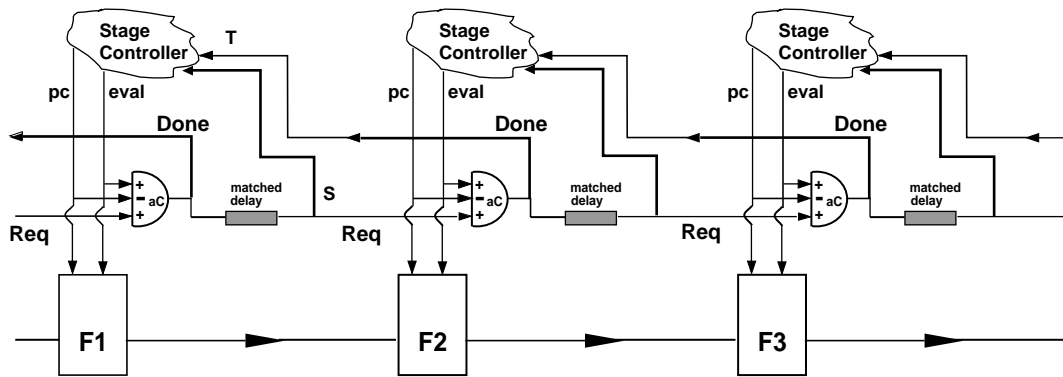 Stage
Controller
T
Stage
Controller
Stage
Controller
pc
eval
pc
eval
pc
eval
Done
Done
Done
+
-
aC
+
matched
delay
S
+
-
aC
+
matched
delay
+
-
aC
+
matched
delay
Req
Req
Req
F1
F2
F3